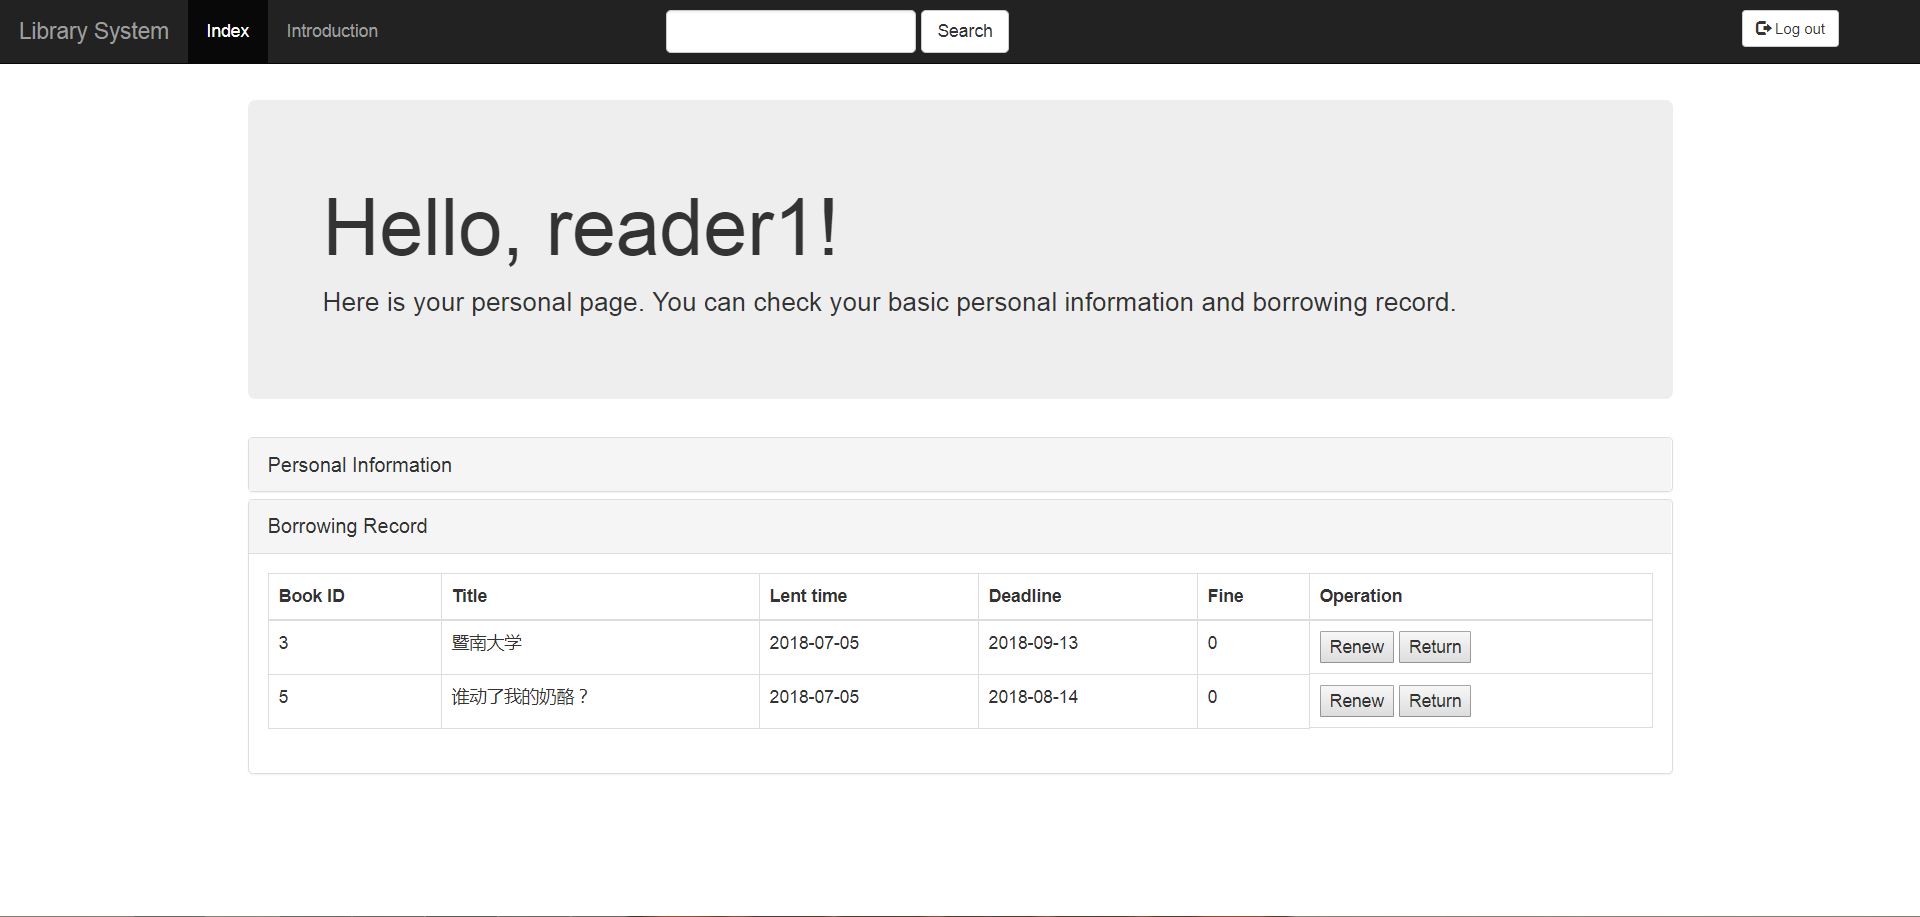 Library System Index Introduction Search Log out
Hello, reader1!
Here is your personal page. You can check your basic personal information and borrowing record.
Personal Information
Borrowing Record
Book ID Title Lent time Deadline Fine Operation
3 暨南大学 2018-07-05 2018-09-13 0 Renew Return
5 谁动了我的奶酪？ 2018-07-05 2018-08-14 0 Renew Return